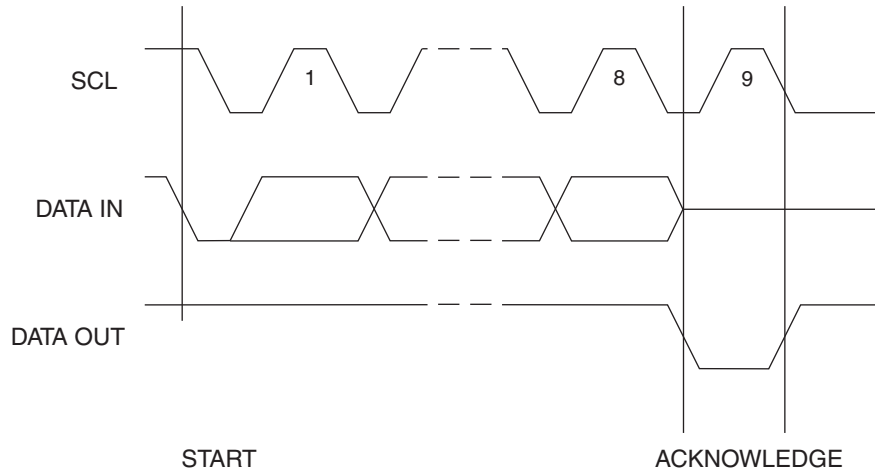 SCL
1
8
9
DATA IN
DATA OUT
START
ACKNOWLEDGE